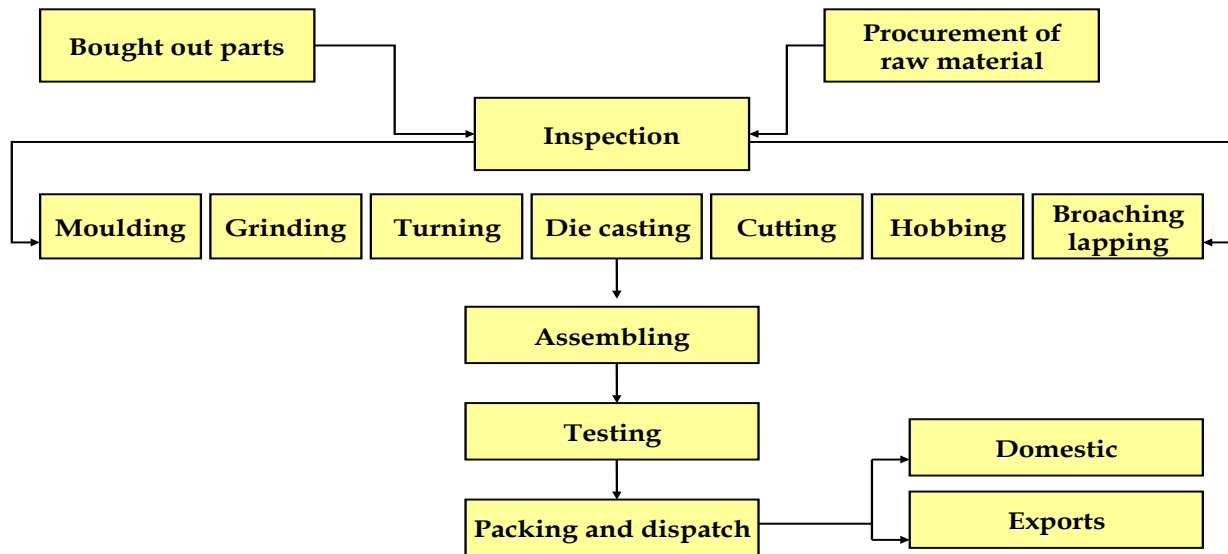 Bought out parts
Procurement of
raw material
Inspection
Moulding
Grinding
Turning
Die casting
Cutting
Hobbing
Broaching
lapping
Assembling
Testing
Domestic
Packing and dispatch
Exports